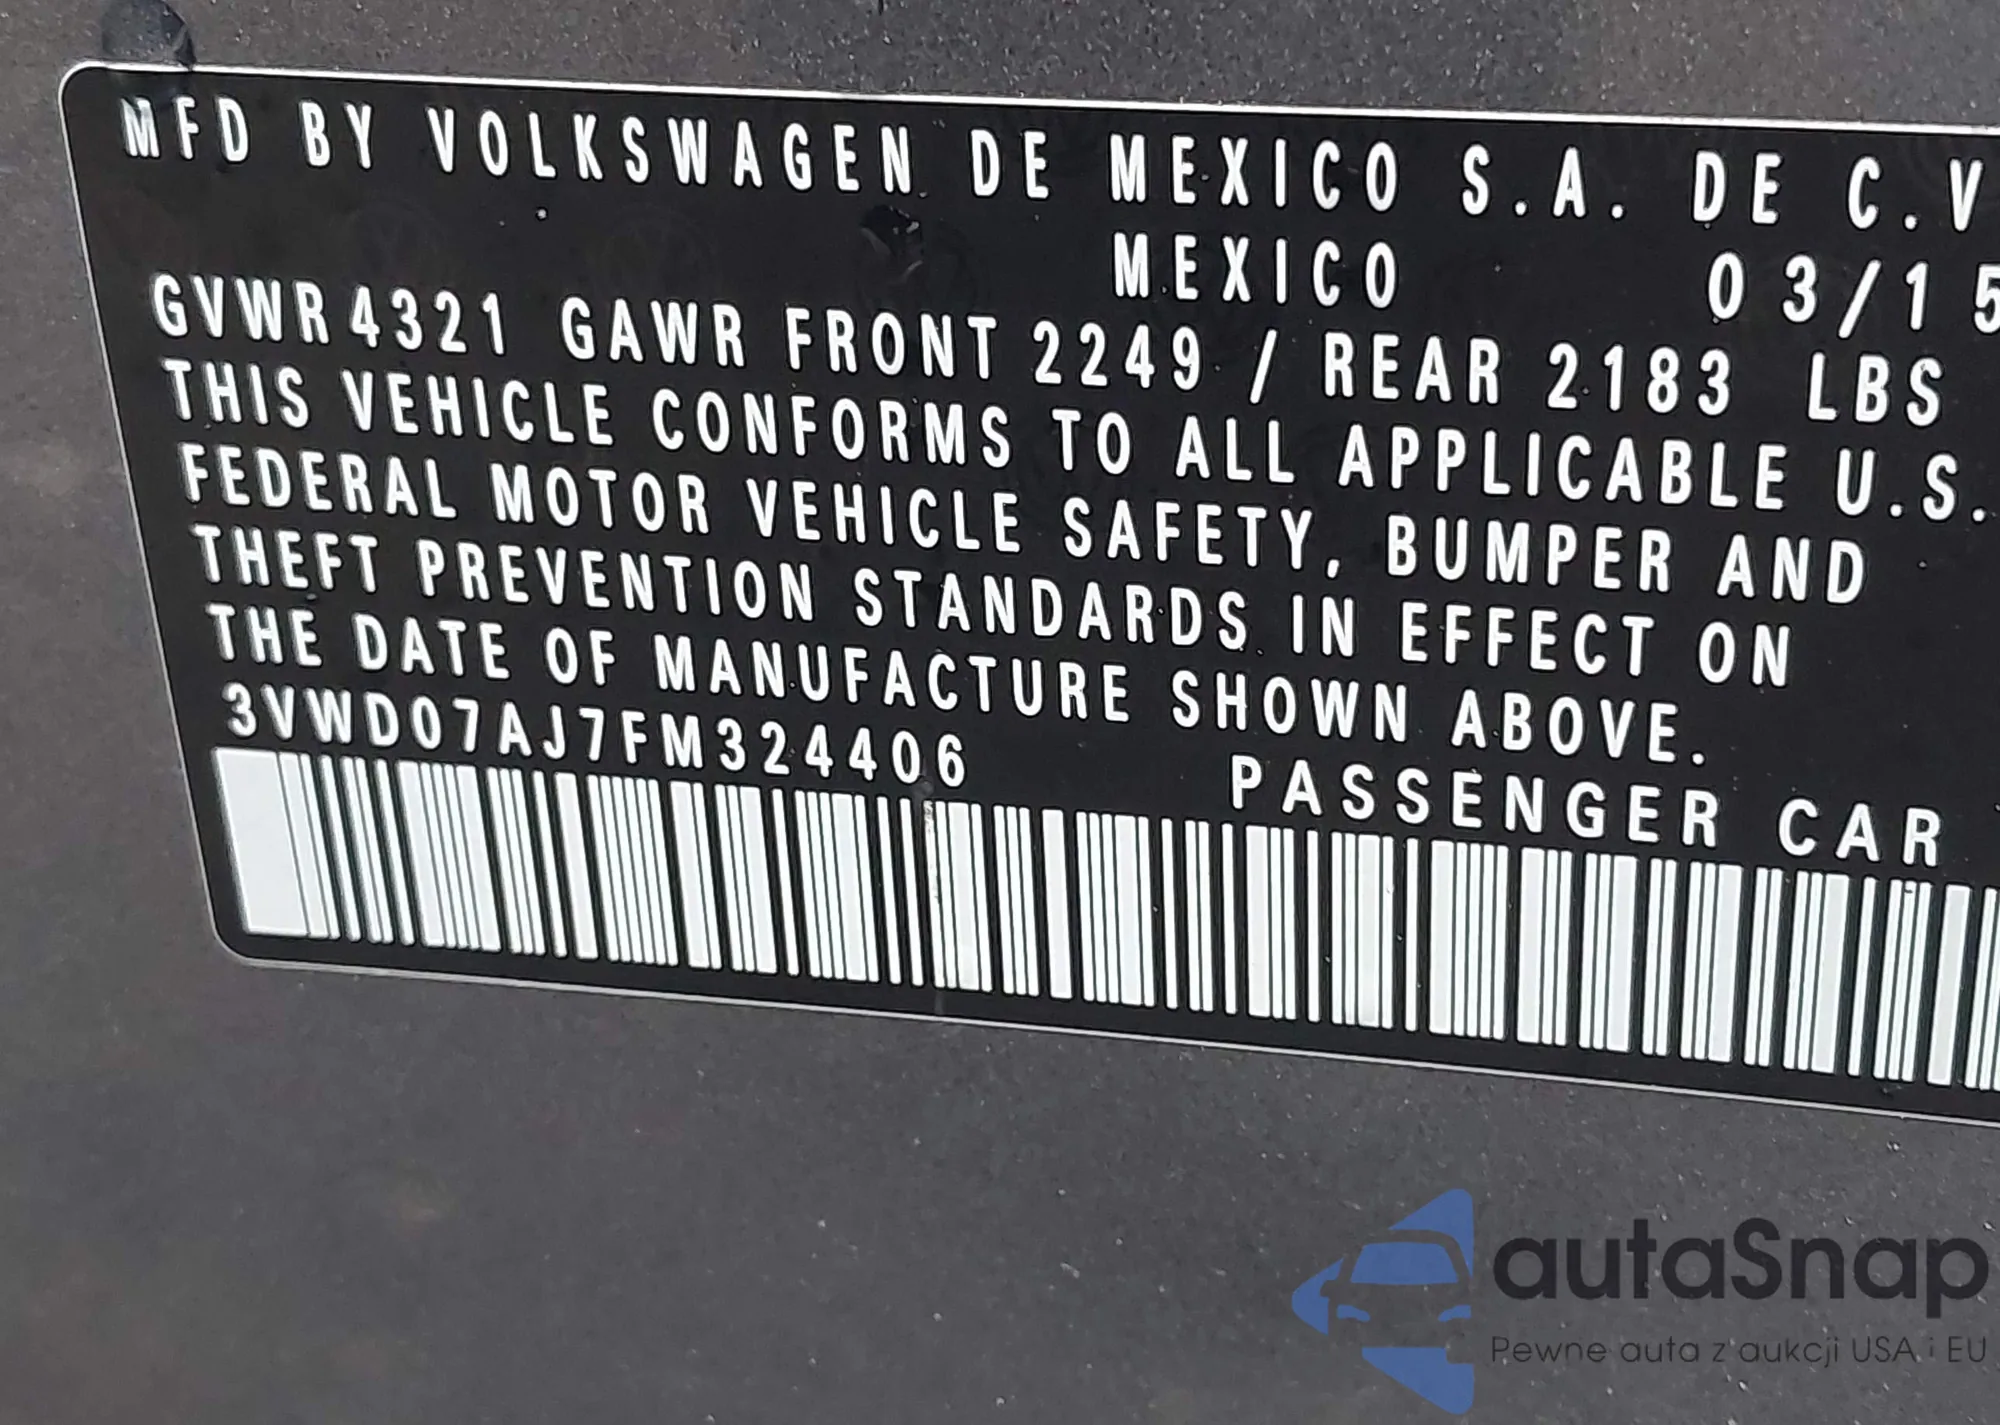 MFD BY VOLKSWAGEN DE MEXICO S.A. DE C.V
MEXICO 03/15
GVWR 4321 GAWR FRONT 2249 / REAR 2183 LBS
THIS VEHICLE CONFORMS TO ALL APPLICABLE U.S.
FEDERAL MOTOR VEHICLE SAFETY, BUMPER AND
THEFT PREVENTION STANDARDS IN EFFECT ON
THE DATE OF MANUFACTURE SHOWN ABOVE.
3VWD07AJ7FM324406 PASSENGER CAR
autaSnap
Pewne auta z aukcji USA i EU